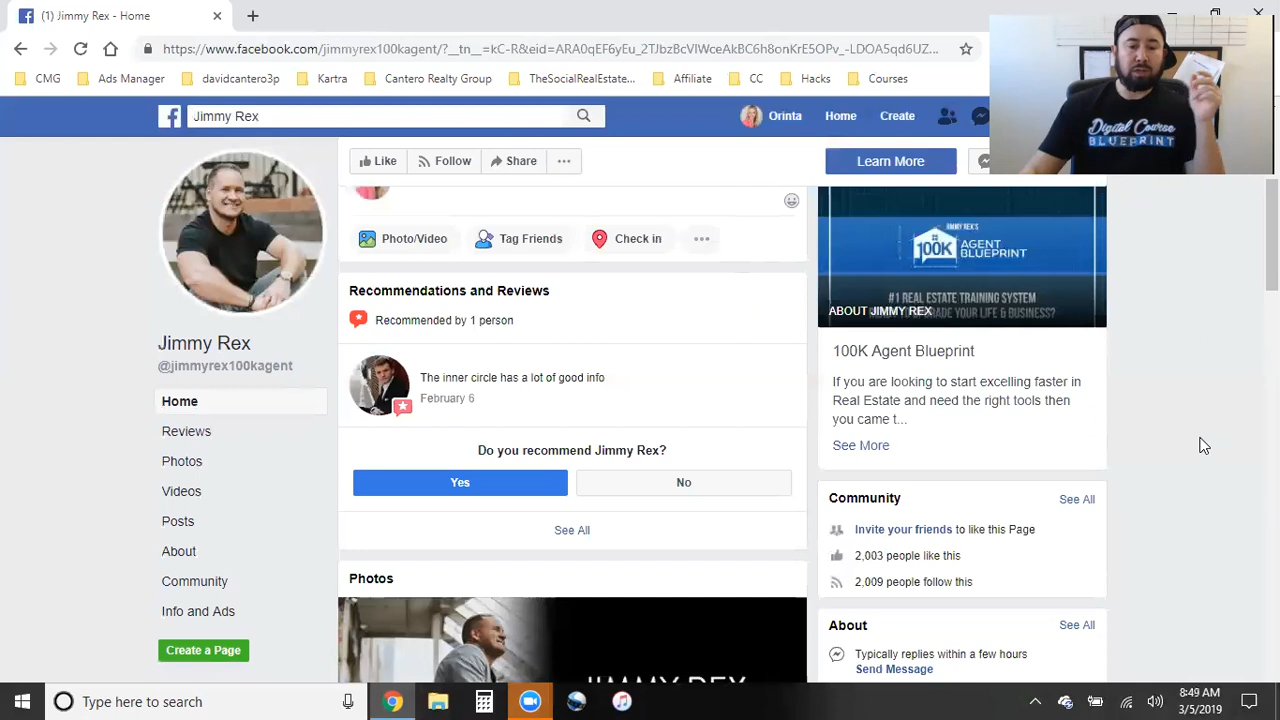 (1) Jimmy Rex - Home
https://www.facebook.com/jimmyrex100kagent/?__tn__=kC-R&eid=ARA0qEF6yEu_2TJbzBcVlWceAkBC6h8onKrE5OPv_-LDOA5qd6UZ...
CMG
Ads Manager
davidcantero3p
Kartra
Cantero Realty Group
TheSocialRealEstate...
Affiliate
CC
Hacks
Courses
Jimmy Rex
Orinta
Home
Create
Digital Course
BLUEPRINT
Like
Follow
Share
Learn More
Jimmy Rex
@jimmyrex100kagent
Home
Reviews
Photos
Videos
Posts
About
Community
Info and Ads
Create a Page
Photo/Video
Tag Friends
Check in
Recommendations and Reviews
Recommended by 1 person
The inner circle has a lot of good info
February 6
Do you recommend Jimmy Rex?
Yes
No
See All
Photos
JIMMY REX
JIMMY REX'S
100K
AGENT
BLUEPRINT
#1 REAL ESTATE TRAINING SYSTEM
ABOUT JIMMY REX
100K Agent Blueprint
If you are looking to start excelling faster in
Real Estate and need the right tools then
you came t...
See More
Community
See All
Invite your friends to like this Page
2,003 people like this
2,009 people follow this
About
See All
Typically replies within a few hours
Send Message
Type here to search
8:49 AM
3/5/2019